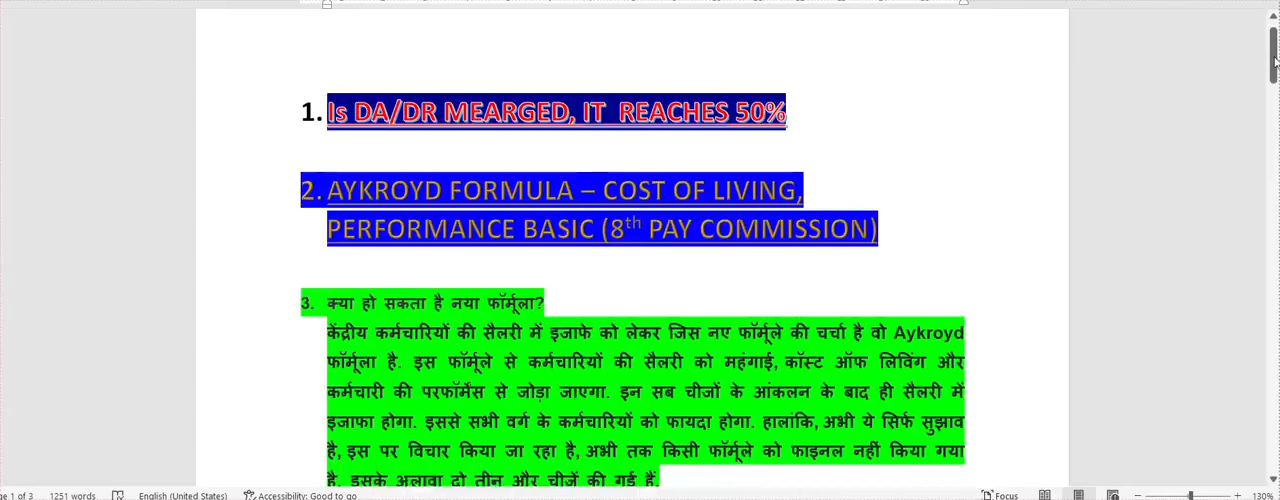 1. Is DA/DR MEARGED, IT REACHES 50%
2. AYKROYD FORMULA – COST OF LIVING,
PERFORMANCE BASIC (8th PAY COMMISSION)
3. क्या हो सकता है नया फॉर्मूला?
केंद्रीय कर्मचारियों की सैलरी में इजाफे को लेकर जिस नए फॉर्मूले की चर्चा है वो Aykroyd
फॉर्मूला है. इस फॉर्मूले से कर्मचारियों की सैलरी को महंगाई, कॉस्ट ऑफ लिविंग और
कर्मचारी की परफॉर्मेंस से जोड़ा जाएगा. इन सब चीजों के आंकलन के बाद ही सैलरी में
इजाफा होगा. इससे सभी वर्ग के कर्मचारियों को फायदा होगा. हालांकि, अभी ये सिर्फ सुझाव
है, इस पर विचार किया जा रहा है, अभी तक किसी फॉर्मूले को फाइनल नहीं किया गया
है. इसके अलावा दो तीन और चीजें की गई हैं.
ge 1 of 3 1251 words English (United States) Accessibility: Good to go Focus 130%